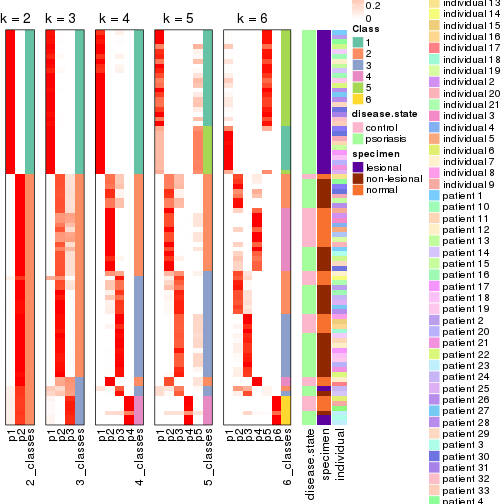 k = 2
k = 3
k = 4
k = 5
k = 6
p1
p2
2_classes
p1
p2
p3
3_classes
p1
p2
p3
p4
4_classes
p1
p2
p3
p4
5_classes
p1
p2
p3
p4
p5
p6
6_classes
disease.state
specimen
individual
0.2
0
Class
1
2
3
4
5
6
disease.state
control
psoriasis
specimen
lesional
non-lesional
normal
individual 13
individual 14
individual 15
individual 16
individual 17
individual 18
individual 19
individual 2
individual 20
individual 21
individual 3
individual 4
individual 5
individual 6
individual 7
individual 8
individual 9
patient 1
patient 10
patient 11
patient 12
patient 13
patient 14
patient 15
patient 16
patient 17
patient 18
patient 19
patient 2
patient 20
patient 21
patient 22
patient 23
patient 24
patient 25
patient 26
patient 27
patient 28
patient 29
patient 3
patient 30
patient 31
patient 32
patient 33
patient 4